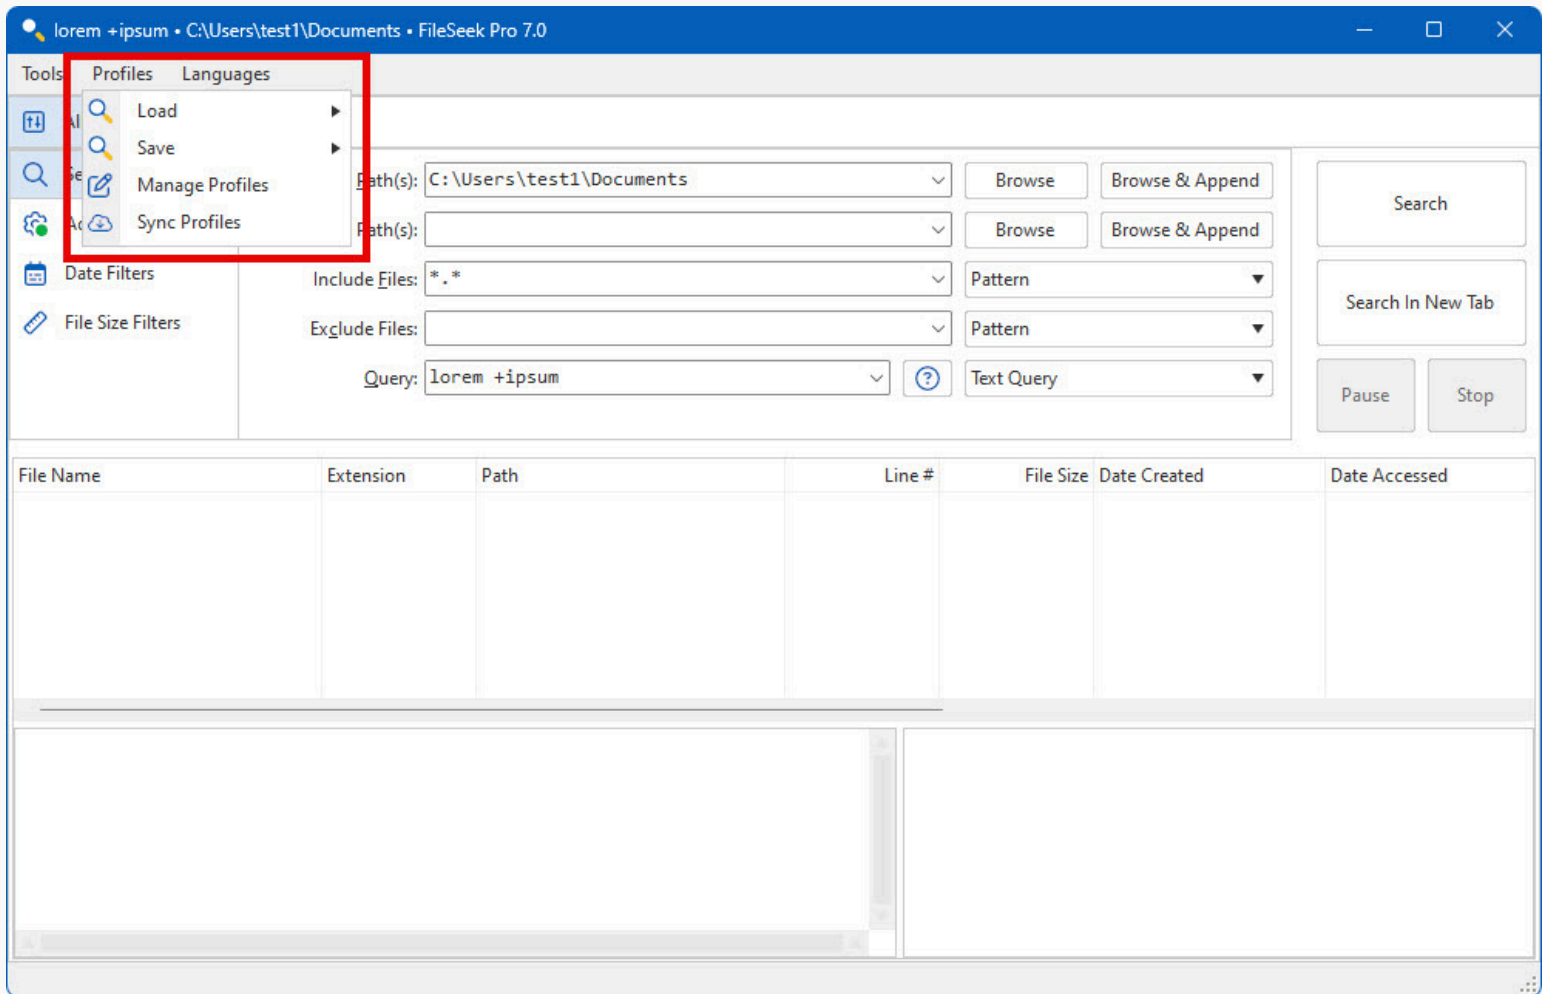 lorem +ipsum • C:\Users\test1\Documents • FileSeek Pro 7.0
Tools Profiles Languages
Load
Save
Manage Profiles
Sync Profiles
Path(s): C:\Users\test1\Documents Browse Browse & Append
Path(s): Browse Browse & Append
Search
Date Filters
Include Files: *.* Pattern
Search In New Tab
File Size Filters
Exclude Files: Pattern
Query: lorem +ipsum Text Query
Pause Stop
File Name Extension Path Line # File Size Date Created Date Accessed